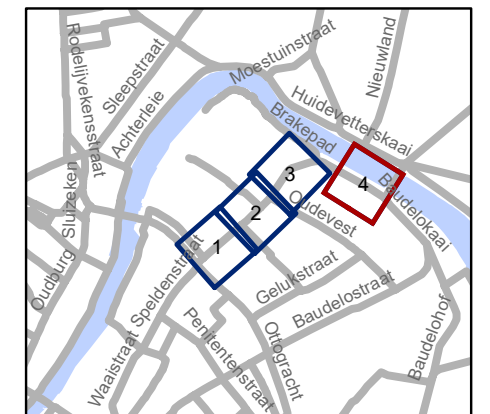 Rodelijvekensstraat
Sleepstraat
Moestuinstraat
Nieuwland
Achterleie
Huidevetterskaai
Brakepad
Sluizeken
3
4
Baudelokaai
2
Oudevest
1
Oudburg
Speldenstraat
Gelukstraat
Baudelostraat
Waaistraat
Penitentenstraat
Ottogracht
Baudelohof